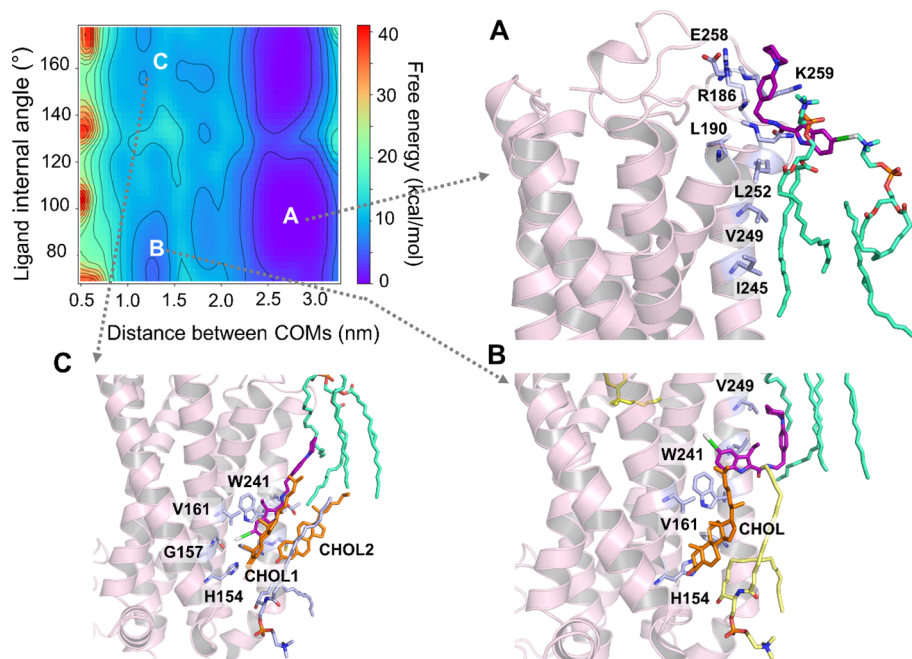 A
E258
K259
R186
L190
L252
V249
I245
Ligand internal angle (°)
160
140
120
100
80
C
A
B
0.5 1.0 1.5 2.0 2.5 3.0
Distance between COMs (nm)
40
30
20
10
0
Free energy (kcal/mol)
C
W241
V161
G157
CHOL2
CHOL1
H154
B
V249
W241
V161
CHOL
H154